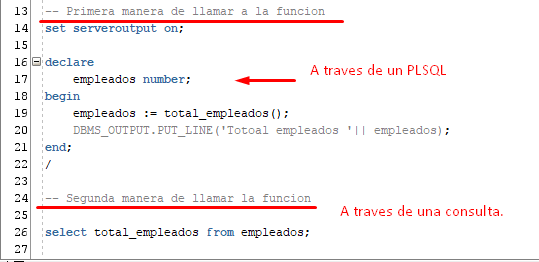 13 -- Primera manera de llamar a la funcion
14 set serveroutput on;
15
16 declare
17 empleados number;
A traves de un PLSQL
18 begin
19 empleados := total_empleados();
20 DBMS_OUTPUT.PUT_LINE('Totoal empleados '|| empleados);
21 end;
22 /
23
24 -- Segunda manera de llamar la funcion
25
A traves de una consulta.
26 select total_empleados from empleados;
27